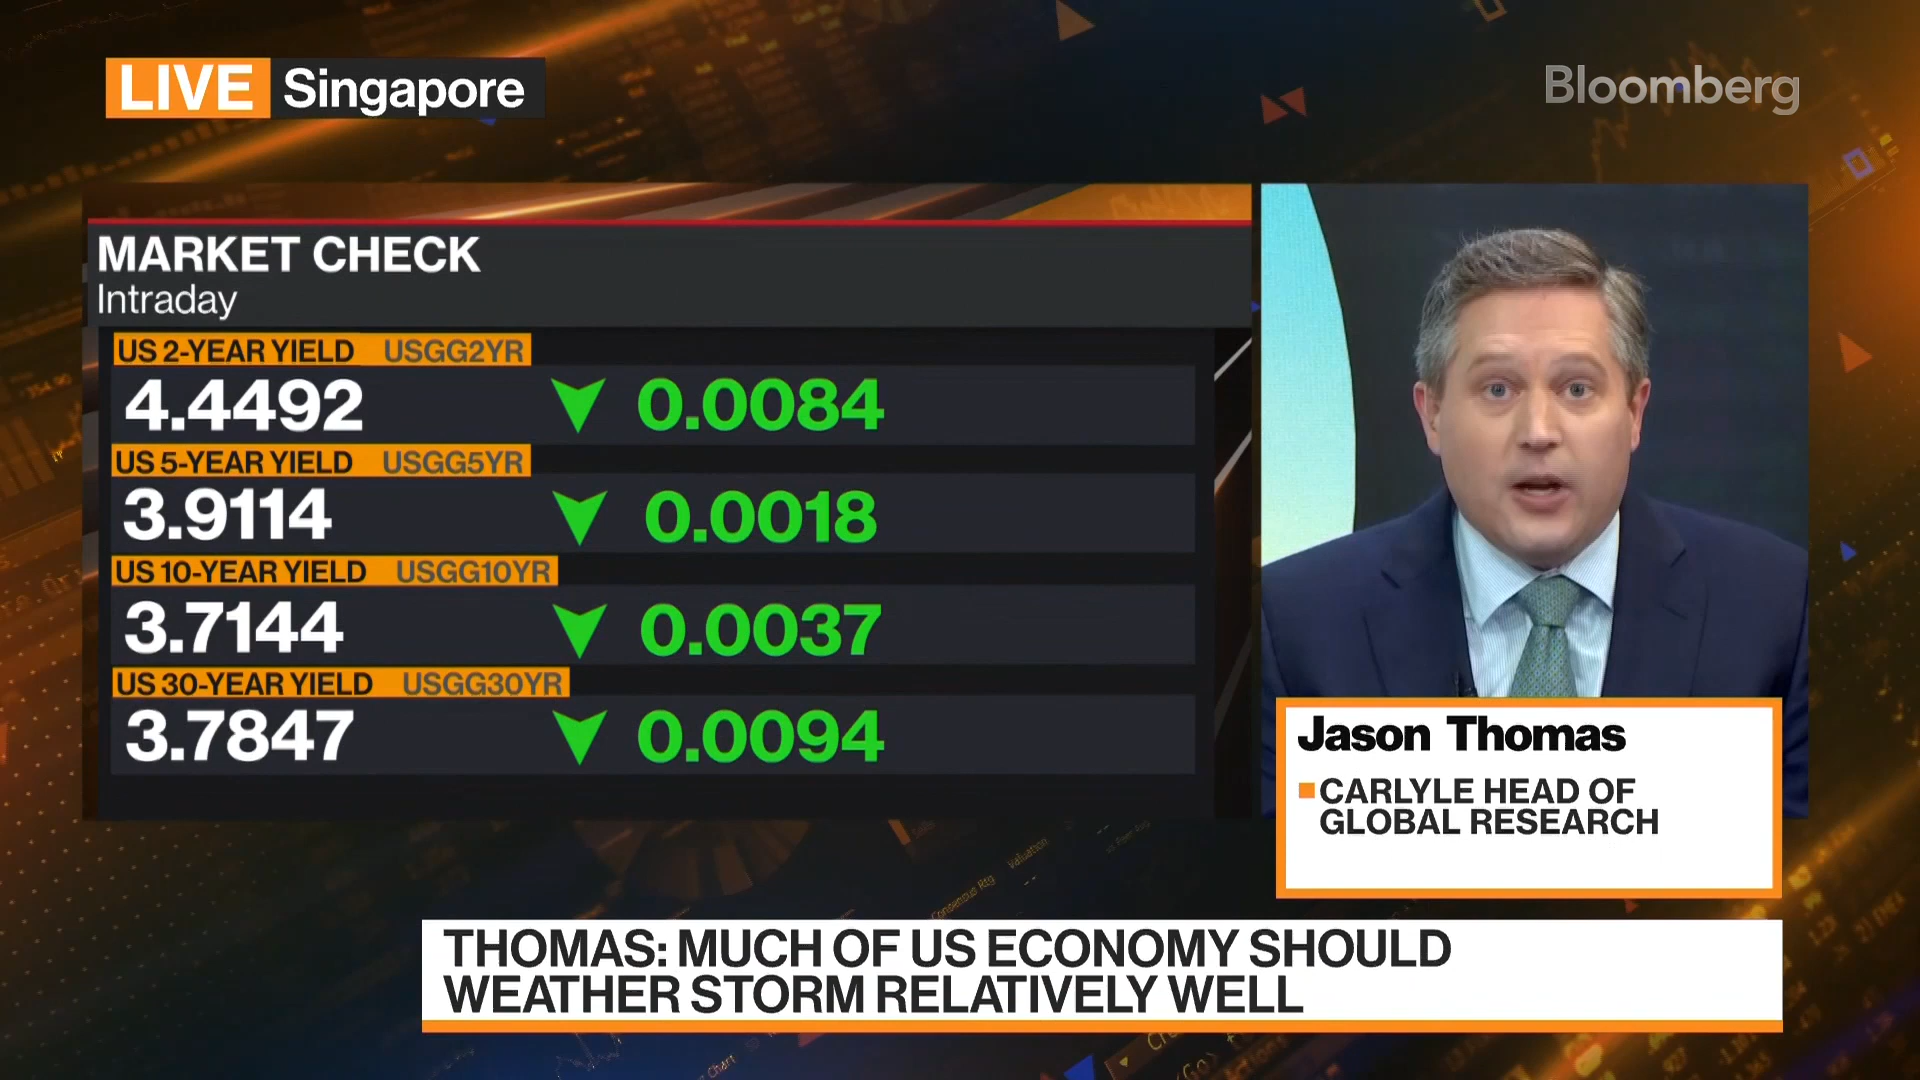 LIVE Singapore
Bloomberg
MARKET CHECK
Intraday
US 2-YEAR YIELD USGG2YR
4.4492 0.0084
US 5-YEAR YIELD USGG5YR
3.9114 0.0018
US 10-YEAR YIELD USGG10YR
3.7144 0.0037
US 30-YEAR YIELD USGG30YR
3.7847 0.0094
Jason Thomas
CARLYLE HEAD OF
GLOBAL RESEARCH
THOMAS: MUCH OF US ECONOMY SHOULD
WEATHER STORM RELATIVELY WELL
Valuation